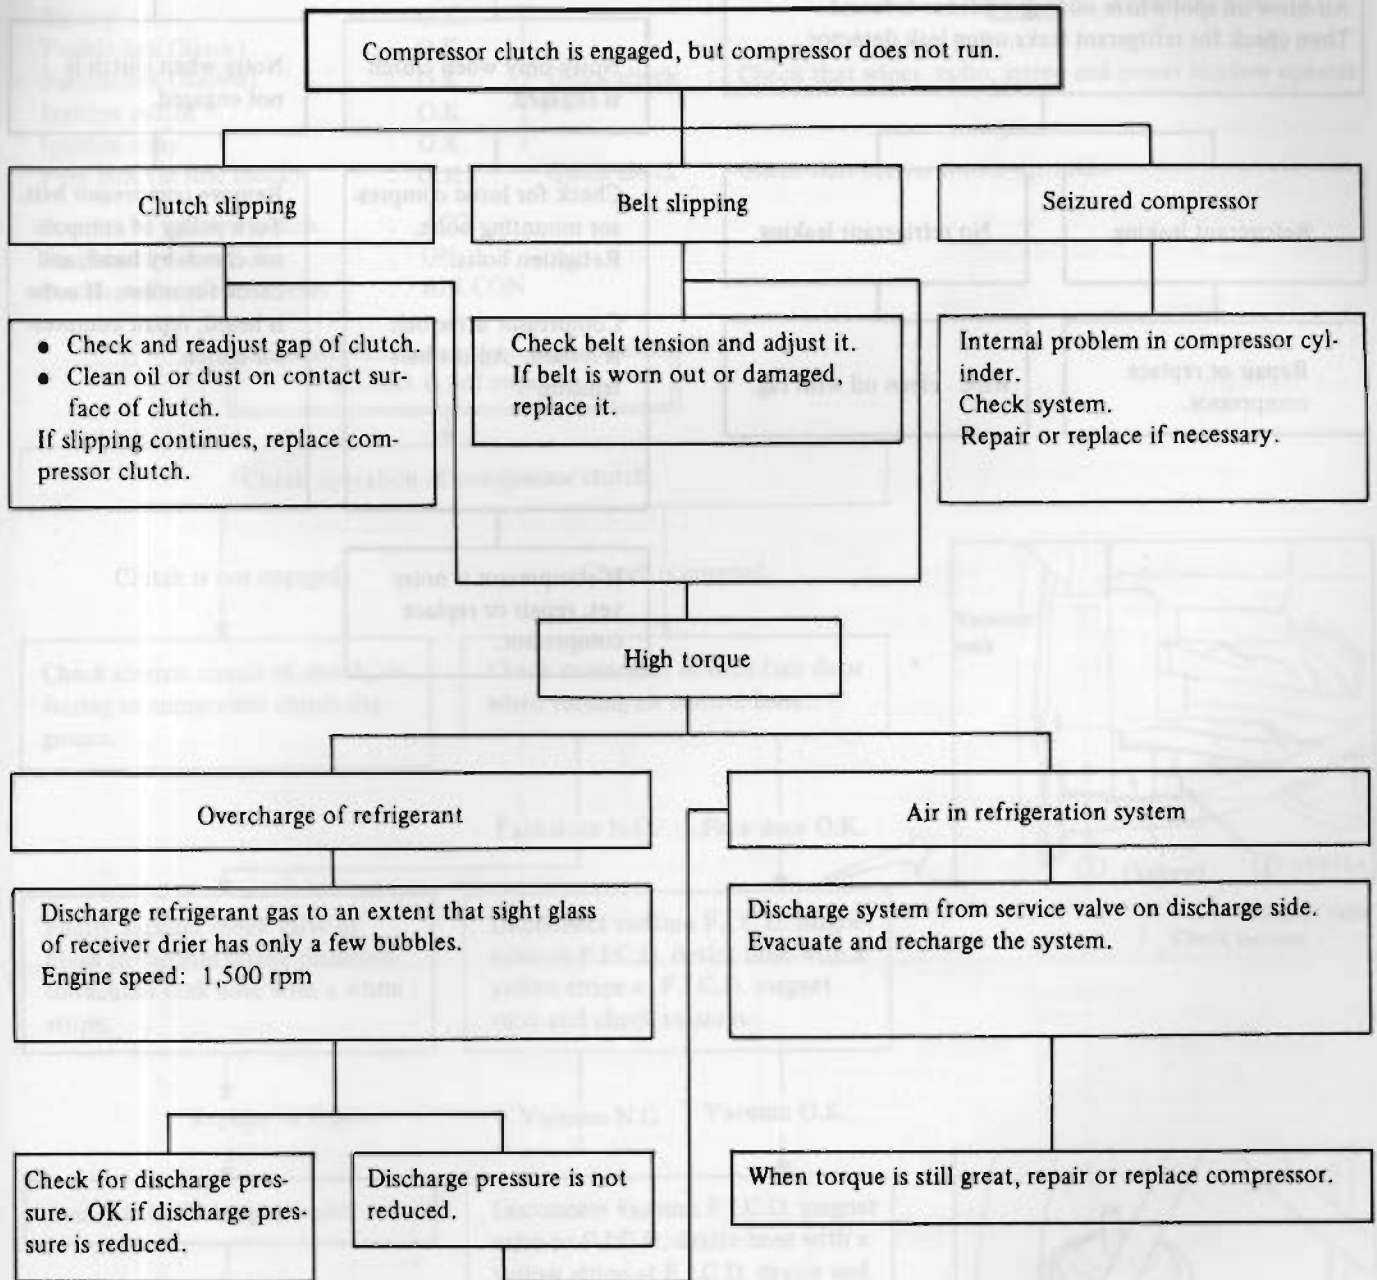 Compressor clutch is engaged, but compressor does not run.
Clutch slipping
Belt slipping
Seizured compressor
• Check and readjust gap of clutch.
• Clean oil or dust on contact sur-
face of clutch.
If slipping continues, replace com-
pressor clutch.
Check belt tension and adjust it.
If belt is worn out or damaged,
replace it.
Internal problem in compressor cyl-
inder.
Check system.
Repair or replace if necessary.
High torque
Overcharge of refrigerant
Air in refrigeration system
Discharge refrigerant gas to an extent that sight glass
of receiver drier has only a few bubbles.
Engine speed: 1,500 rpm
Discharge system from service valve on discharge side.
Evacuate and recharge the system.
Check for discharge pres-
sure. OK if discharge pres-
sure is reduced.
Discharge pressure is not
reduced.
When torque is still great, repair or replace compressor.